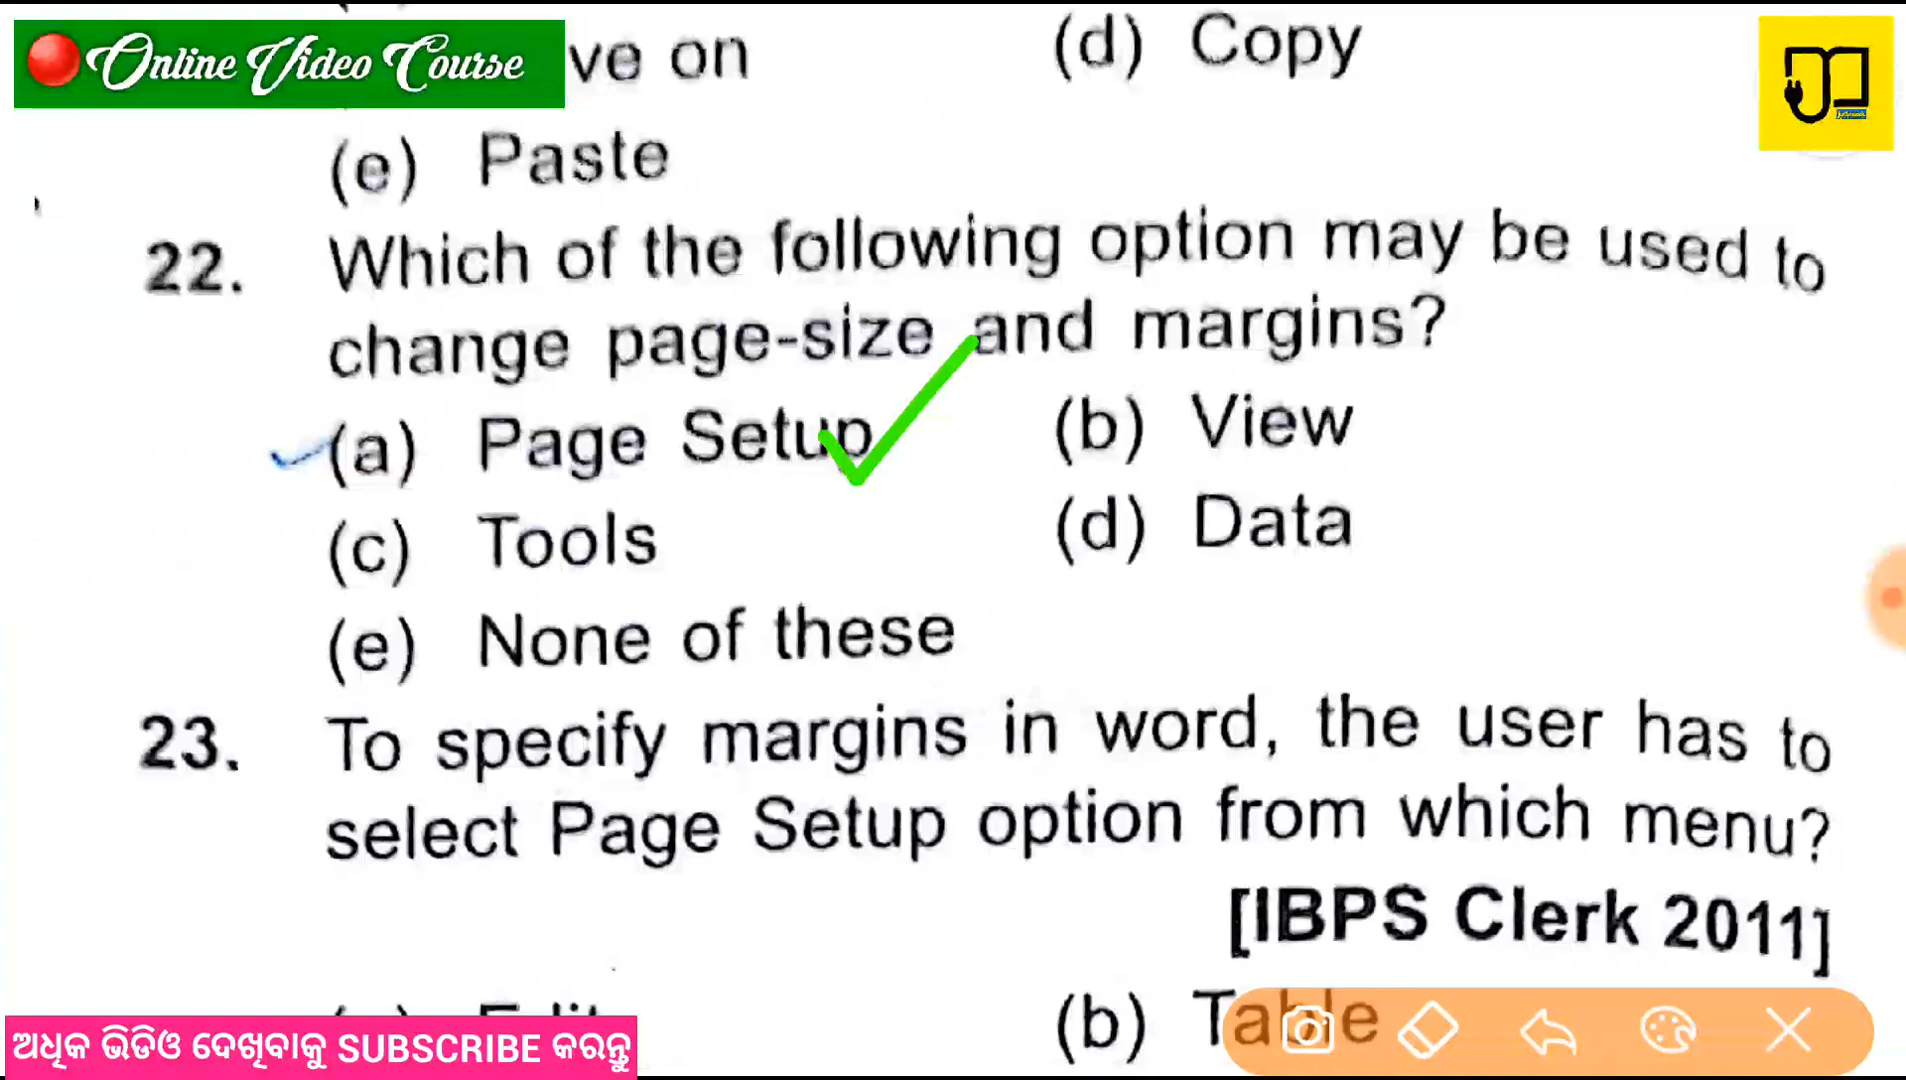 Online Video Course
ve on
(d) Copy
(e) Paste
22. Which of the following option may be used to
change page-size and margins?
(a) Page Setup
(b) View
(c) Tools
(d) Data
(e) None of these
23. To specify margins in word, the user has to
select Page Setup option from which menu?
[IBPS Clerk 2011]
(b) Table
ଅଧିକ ଭିଡିଓ ଦେଖିବାକୁ SUBSCRIBE କରନ୍ତୁ